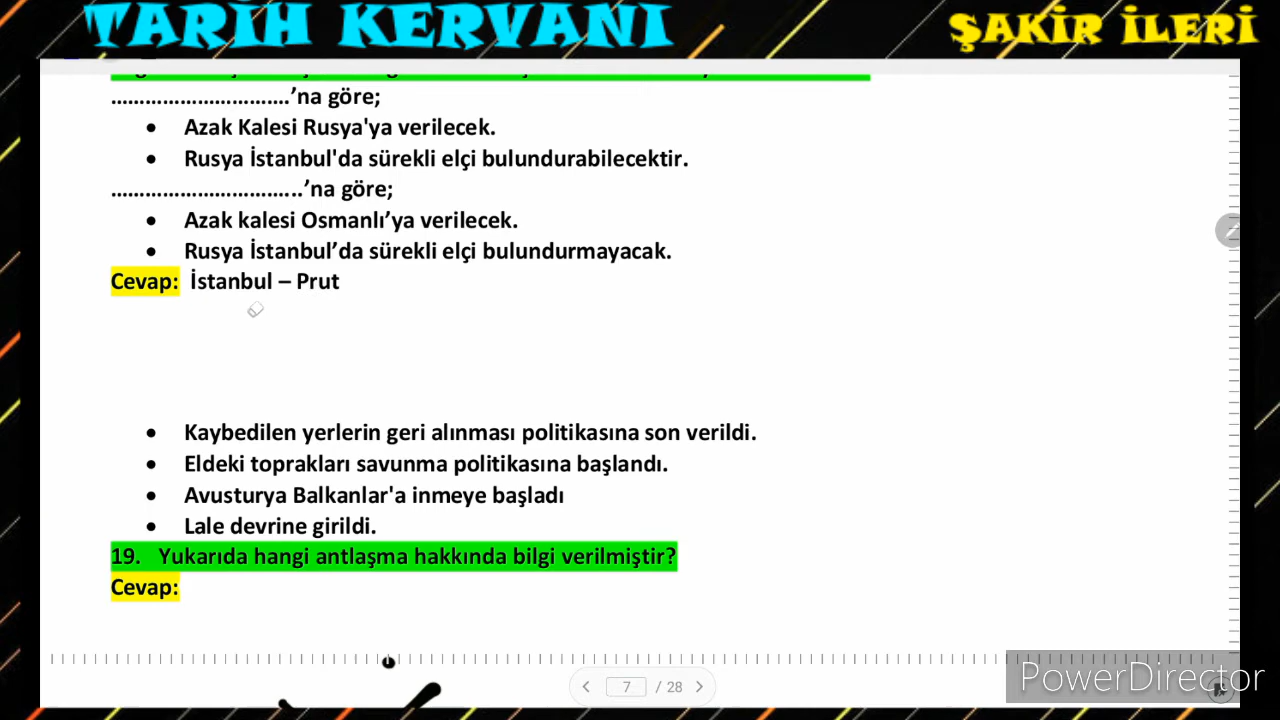 TARİH KERVANI
ŞAKİR İLERİ
………………………….’na göre;
• Azak Kalesi Rusya'ya verilecek.
• Rusya İstanbul'da sürekli elçi bulundurabilecektir.
…………………………..’na göre;
• Azak kalesi Osmanlı’ya verilecek.
• Rusya İstanbul’da sürekli elçi bulundurmayacak.
Cevap: İstanbul – Prut
• Kaybedilen yerlerin geri alınması politikasına son verildi.
• Eldeki toprakları savunma politikasına başlandı.
• Avusturya Balkanlar'a inmeye başladı
• Lale devrine girildi.
19. Yukarıda hangi antlaşma hakkında bilgi verilmiştir?
Cevap:
7 / 28
PowerDirector